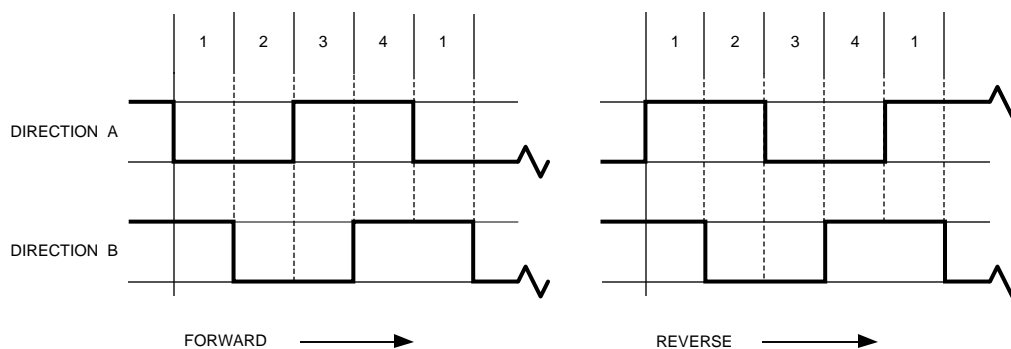 1 2 3 4 1 1 2 3 4 1
DIRECTION A
DIRECTION B
FORWARD REVERSE